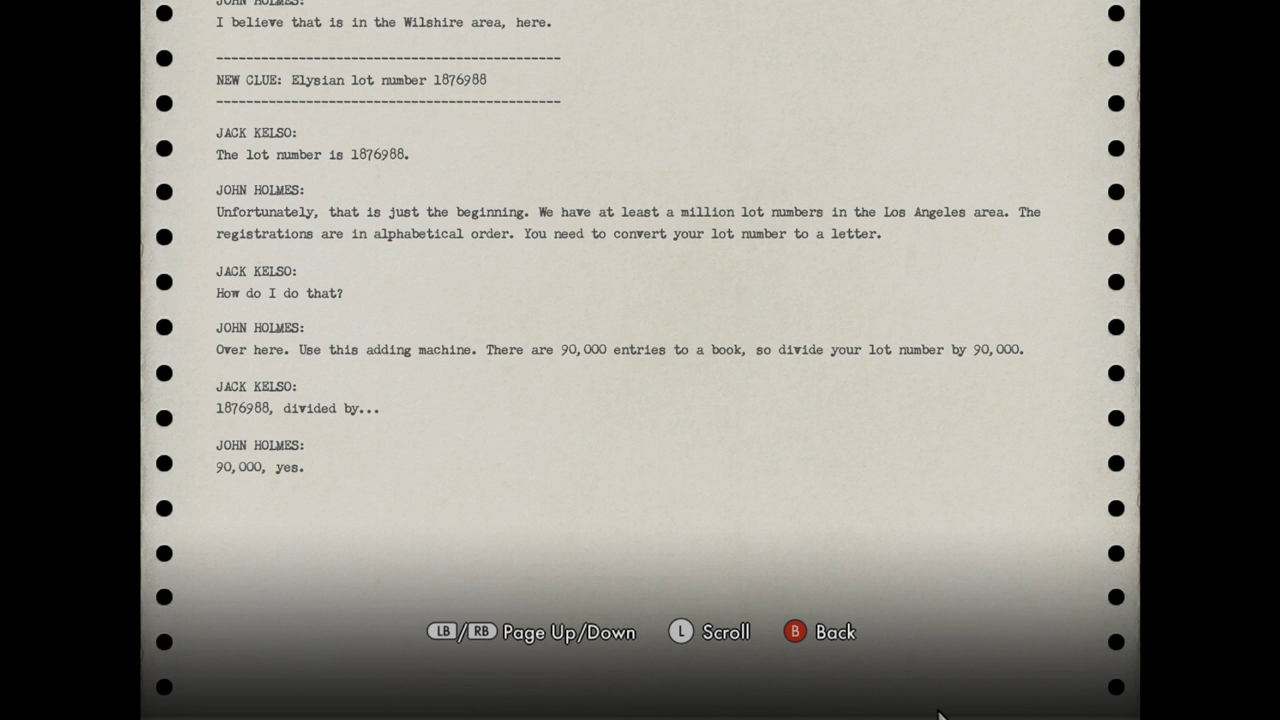 JOHN HOLMES:
I believe that is in the Wilshire area, here.
----------------------------------------------
NEW CLUE: Elysian lot number 1876988
----------------------------------------------
JACK KELSO:
The lot number is 1876988.
JOHN HOLMES:
Unfortunately, that is just the beginning. We have at least a million lot numbers in the Los Angeles area. The
registrations are in alphabetical order. You need to convert your lot number to a letter.
JACK KELSO:
How do I do that?
JOHN HOLMES:
Over here. Use this adding machine. There are 90,000 entries to a book, so divide your lot number by 90,000.
JACK KELSO:
1876988, divided by...
JOHN HOLMES:
90,000, yes.
LB/RB Page Up/Down L Scroll B Back